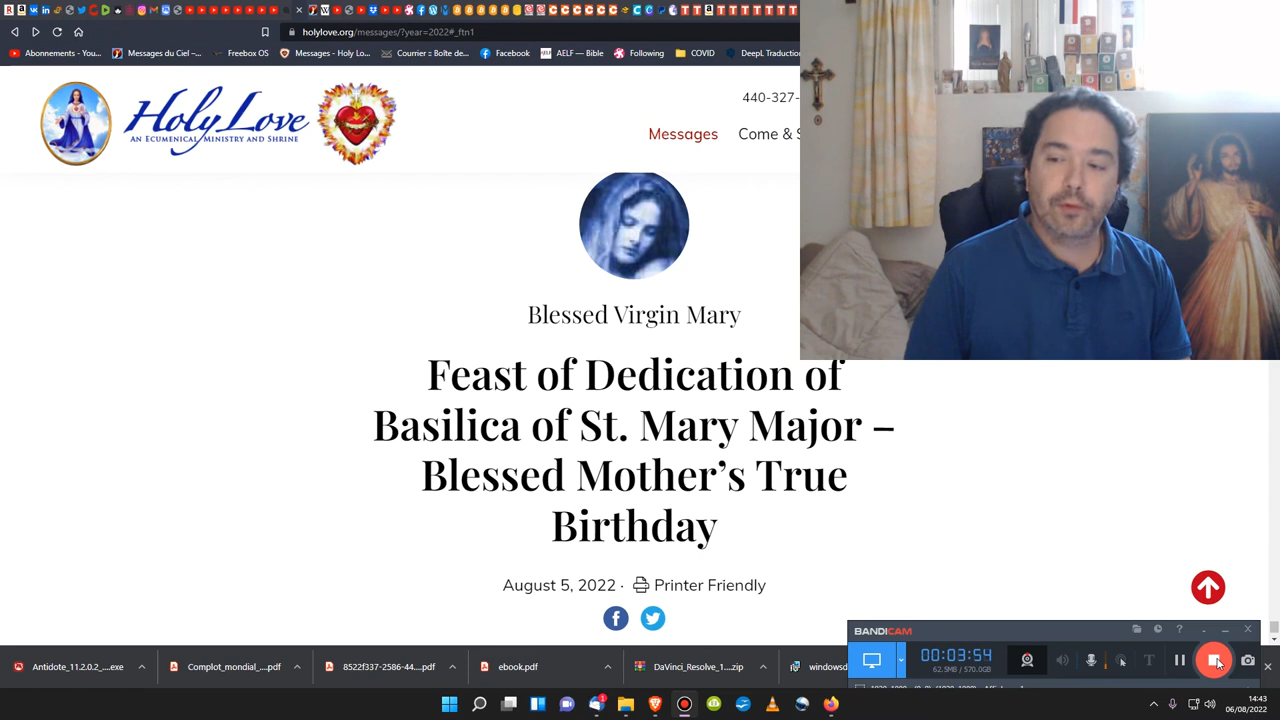 holylove.org/messages/?year=2022#_ftn1
Abonnements - You...
Messages du Ciel –...
Freebox OS
Messages - Holy Lo...
Courrier :: Boîte de...
Facebook
AELF — Bible
Following
COVID
DeepL Traduction
Holy Love
AN ECUMENICAL MINISTRY AND SHRINE
440-327-
Messages
Come & S
Blessed Virgin Mary
Feast of Dedication of
Basilica of St. Mary Major –
Blessed Mother’s True
Birthday
August 5, 2022 · Printer Friendly
BANDICAM
00:03:54
62.5MB / 570.0GB
Antidote_11.2.0.2_....exe
Complot_mondial_....pdf
8522f337-2586-44....pdf
ebook.pdf
DaVinci_Resolve_1....zip
windowsd
14:43
06/08/2022